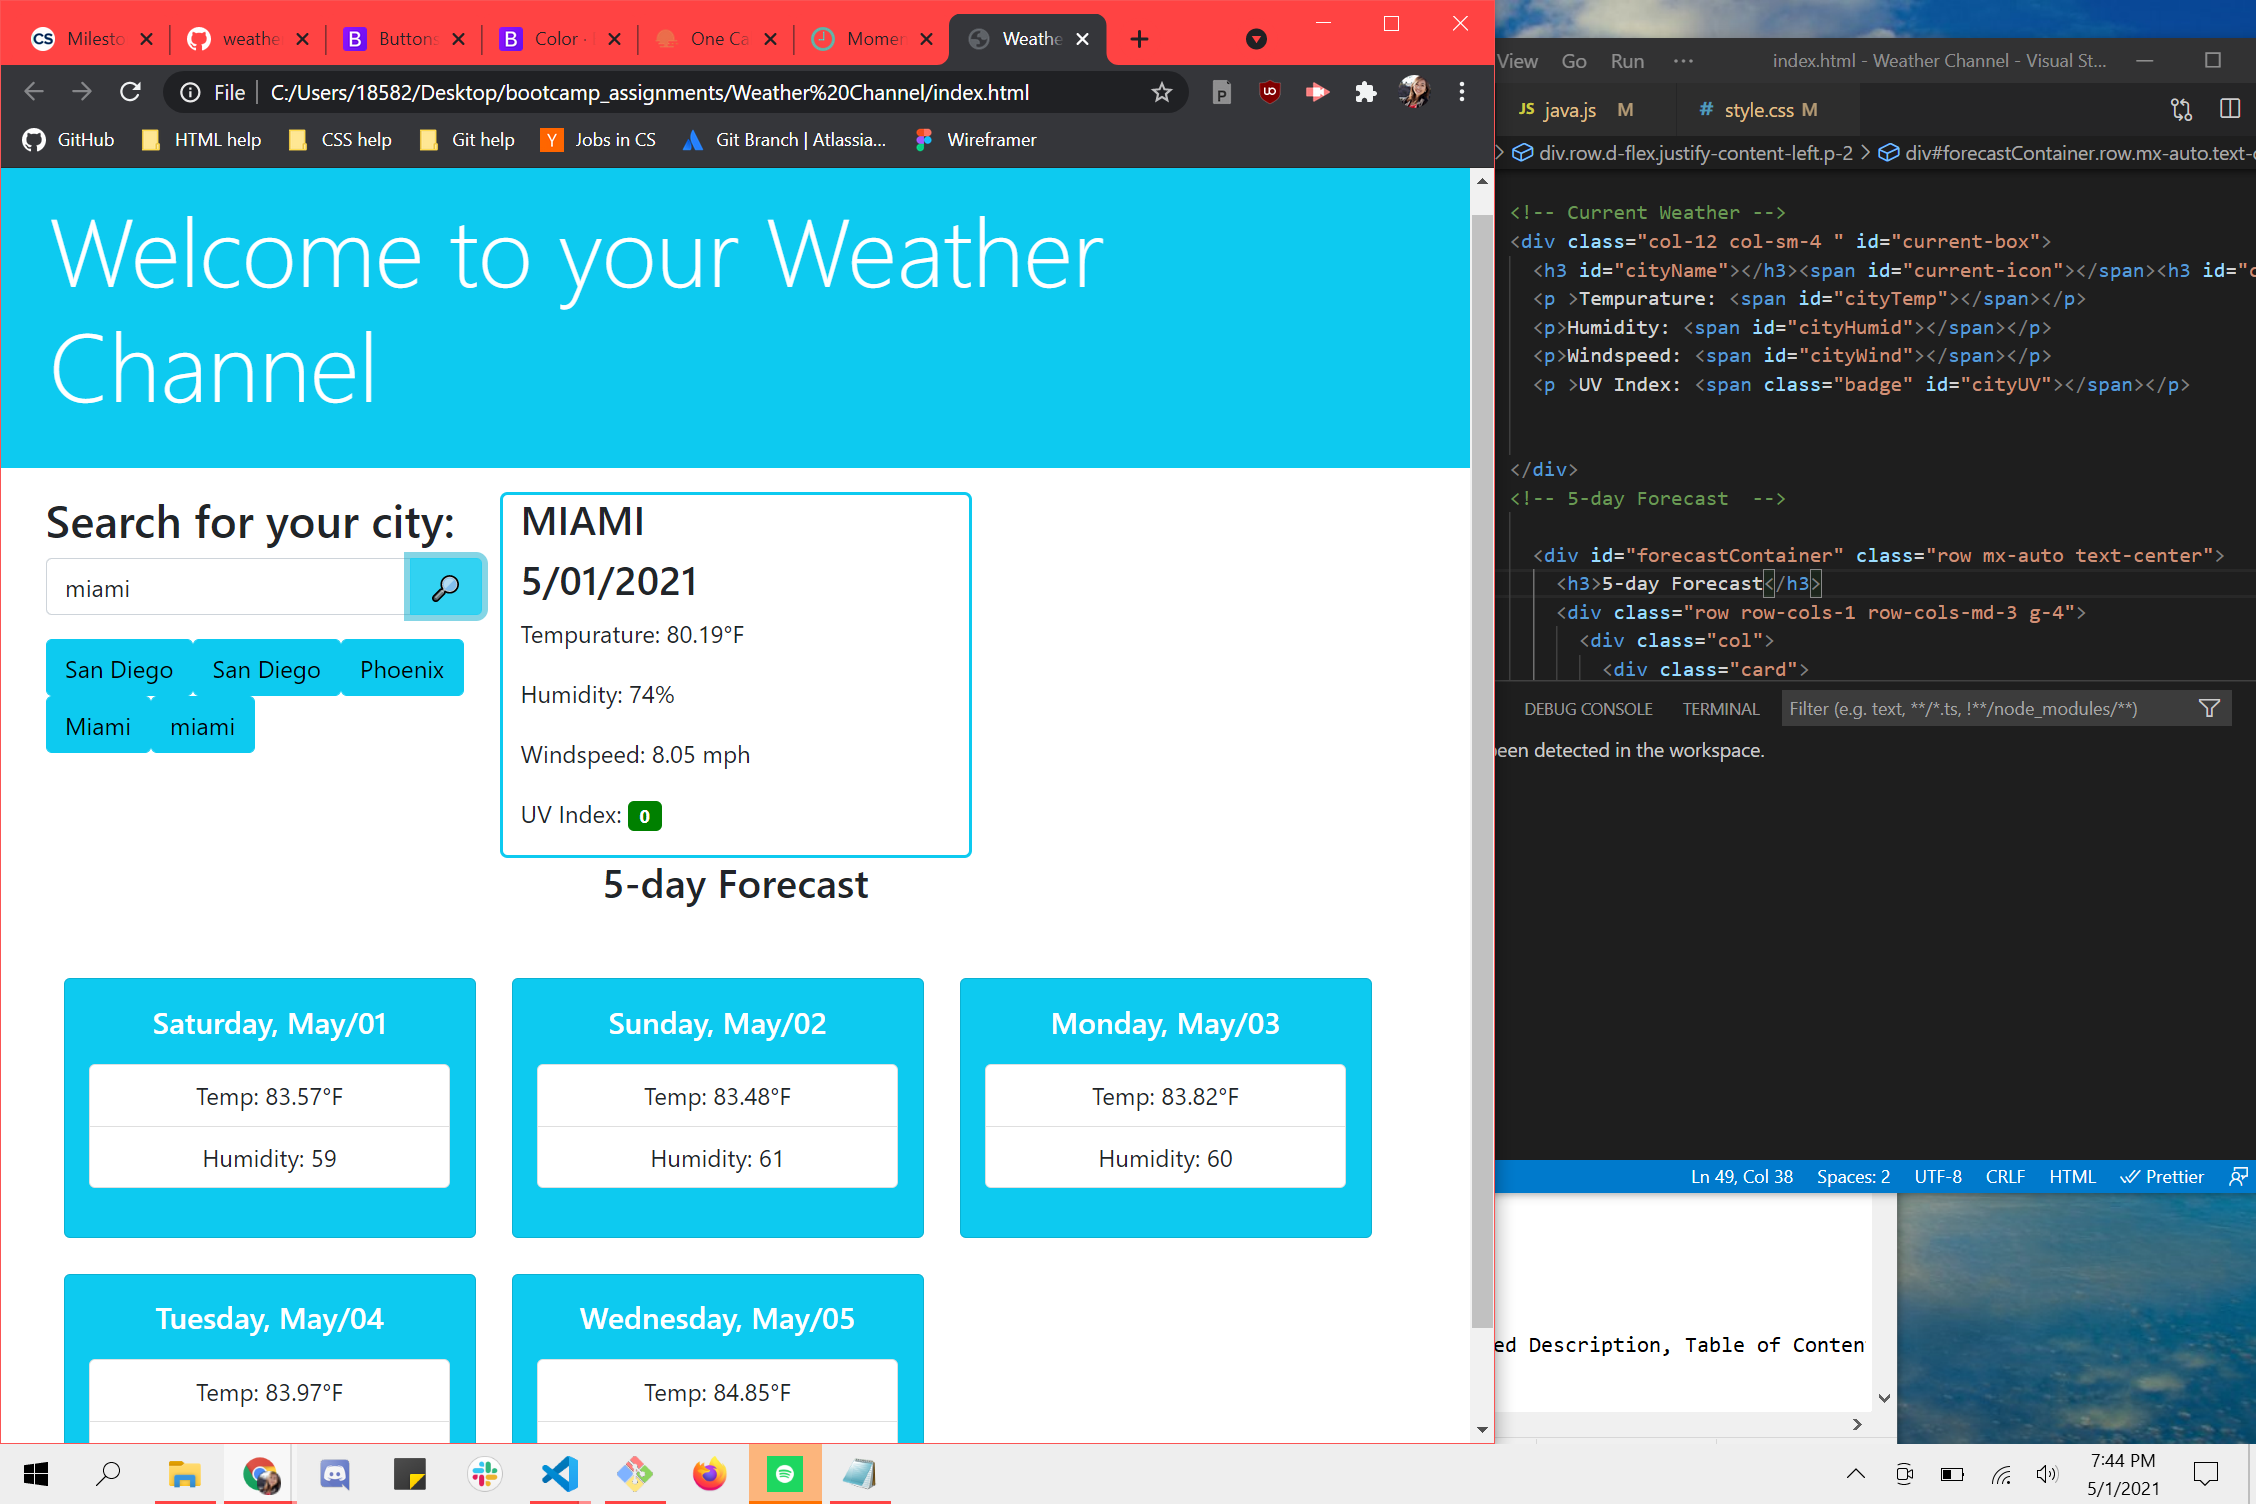 Milesto
weathe
Buttons
Color ·
One Ca
Momen
Weathe
File
C:/Users/18582/Desktop/bootcamp_assignments/Weather%20Channel/index.html
GitHub
HTML help
CSS help
Git help
Jobs in CS
Git Branch | Atlassia...
Wireframer
Welcome to your Weather
Channel
Search for your city:
miami
San Diego
San Diego
Phoenix
Miami
miami
MIAMI
5/01/2021
Tempurature: 80.19°F
Humidity: 74%
Windspeed: 8.05 mph
UV Index: 0
5-day Forecast
Saturday, May/01
Temp: 83.57°F
Humidity: 59
Sunday, May/02
Temp: 83.48°F
Humidity: 61
Monday, May/03
Temp: 83.82°F
Humidity: 60
Tuesday, May/04
Temp: 83.97°F
Wednesday, May/05
Temp: 84.85°F
View Go Run ···
index.html - Weather Channel - Visual St...
JS java.js M
# style.css M
div.row.d-flex.justify-content-left.p-2 > div#forecastContainer.row.mx-auto.text-c
<!-- Current Weather -->
<div class="col-12 col-sm-4 " id="current-box">
<h3 id="cityName"></h3><span id="current-icon"></span><h3 id="c
<p >Tempurature: <span id="cityTemp"></span></p>
<p>Humidity: <span id="cityHumid"></span></p>
<p>Windspeed: <span id="cityWind"></span></p>
<p >UV Index: <span class="badge" id="cityUV"></span></p>
</div>
<!-- 5-day Forecast  -->
<div id="forecastContainer" class="row mx-auto text-center">
<h3>5-day Forecast</h3>
<div class="row row-cols-1 row-cols-md-3 g-4">
<div class="col">
<div class="card">
DEBUG CONSOLE
TERMINAL
Filter (e.g. text, **/*.ts, !**/node_modules/**)
een detected in the workspace.
Ln 49, Col 38
Spaces: 2
UTF-8
CRLF
HTML
Prettier
ed Description, Table of Conten
7:44 PM
5/1/2021